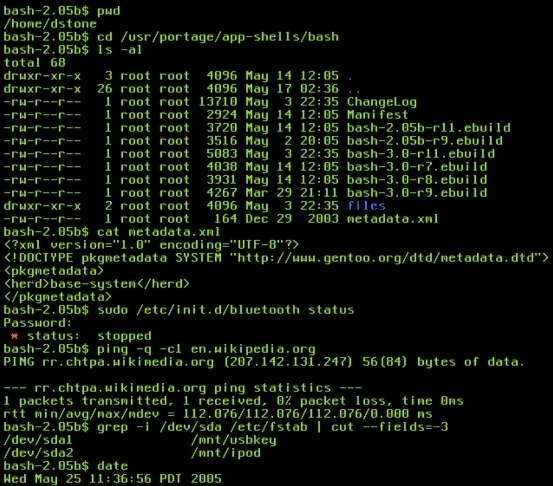 bash-2.05b$ pwd
/home/dstone
bash-2.05b$ cd /usr/portage/app-shells/bash
bash-2.05b$ ls -al
total 68
drwxr-xr-x   3 root root  4096 May 14 12:05 .
drwxr-xr-x  26 root root  4096 May 17 02:36 ..
-rw-r--r--   1 root root 13710 May  3 22:35 ChangeLog
-rw-r--r--   1 root root  2924 May 14 12:05 Manifest
-rw-r--r--   1 root root  3720 May 14 12:05 bash-2.05b-r11.ebuild
-rw-r--r--   1 root root  3516 May  2 20:05 bash-2.05b-r9.ebuild
-rw-r--r--   1 root root  5083 May  3 22:35 bash-3.0-r11.ebuild
-rw-r--r--   1 root root  4038 May 14 12:05 bash-3.0-r7.ebuild
-rw-r--r--   1 root root  3931 May 14 12:05 bash-3.0-r8.ebuild
-rw-r--r--   1 root root  4267 Mar 29 21:11 bash-3.0-r9.ebuild
drwxr-xr-x   2 root root  4096 May  3 22:35 files
-rw-r--r--   1 root root   164 Dec 29  2003 metadata.xml
bash-2.05b$ cat metadata.xml
<?xml version="1.0" encoding="UTF-8"?>
<!DOCTYPE pkgmetadata SYSTEM "http://www.gentoo.org/dtd/metadata.dtd">
<pkgmetadata>
<herd>base-system</herd>
</pkgmetadata>
bash-2.05b$ sudo /etc/init.d/bluetooth status
Password:
 * status:  stopped
bash-2.05b$ ping -q -c1 en.wikipedia.org
PING rr.chtpa.wikimedia.org (207.142.131.247) 56(84) bytes of data.

--- rr.chtpa.wikimedia.org ping statistics ---
1 packets transmitted, 1 received, 0% packet loss, time 0ms
rtt min/avg/max/mdev = 112.076/112.076/112.076/0.000 ms
bash-2.05b$ grep -i /dev/sda /etc/fstab | cut --fields=-3
/dev/sda1               /mnt/usbkey
/dev/sda2               /mnt/ipod
bash-2.05b$ date
Wed May 25 11:36:56 PDT 2005